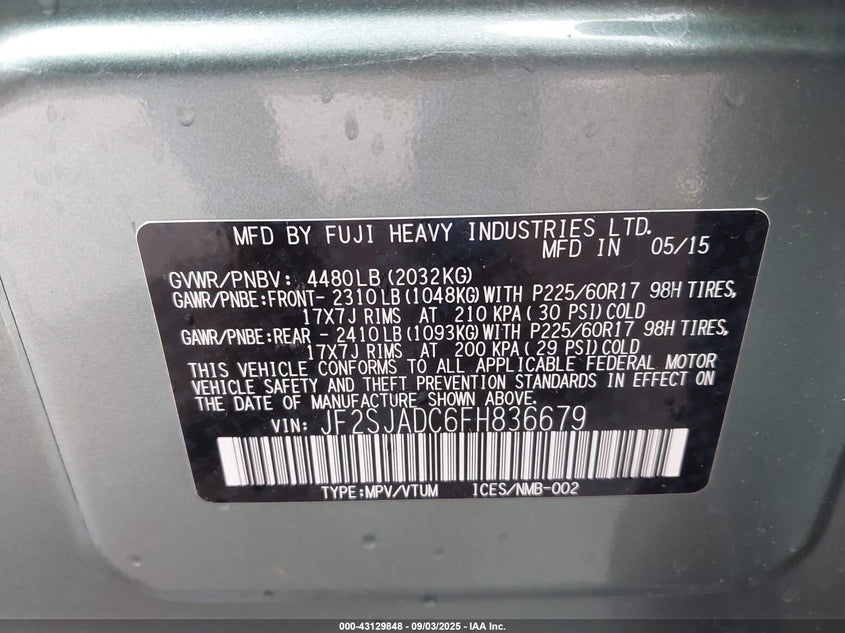 MFD BY FUJI HEAVY INDUSTRIES LTD.
MFD IN 05/15
GVWR/PNBV: 4480LB(2032KG)
GAWR/PNBE:FRONT- 2310LB(1048KG)WITH P225/60R17 98H TIRES,
17X7J RIMS AT 210 KPA(30 PSI)COLD
GAWR/PNBE:REAR - 2410LB(1093KG)WITH P225/60R17 98H TIRES,
17X7J RIMS AT 200 KPA(29 PSI)COLD
THIS VEHICLE CONFORMS TO ALL APPLICABLE FEDERAL MOTOR
VEHICLE SAFETY AND THEFT PREVENTION STANDARDS IN EFFECT ON
THE DATE OF MANUFACTURE SHOWN ABOVE.
VIN: JF2SJADC6FH836679
TYPE:MPV/VTUM ICES/NMB-002
000-43129848 - 09/03/2025 - IAA Inc.